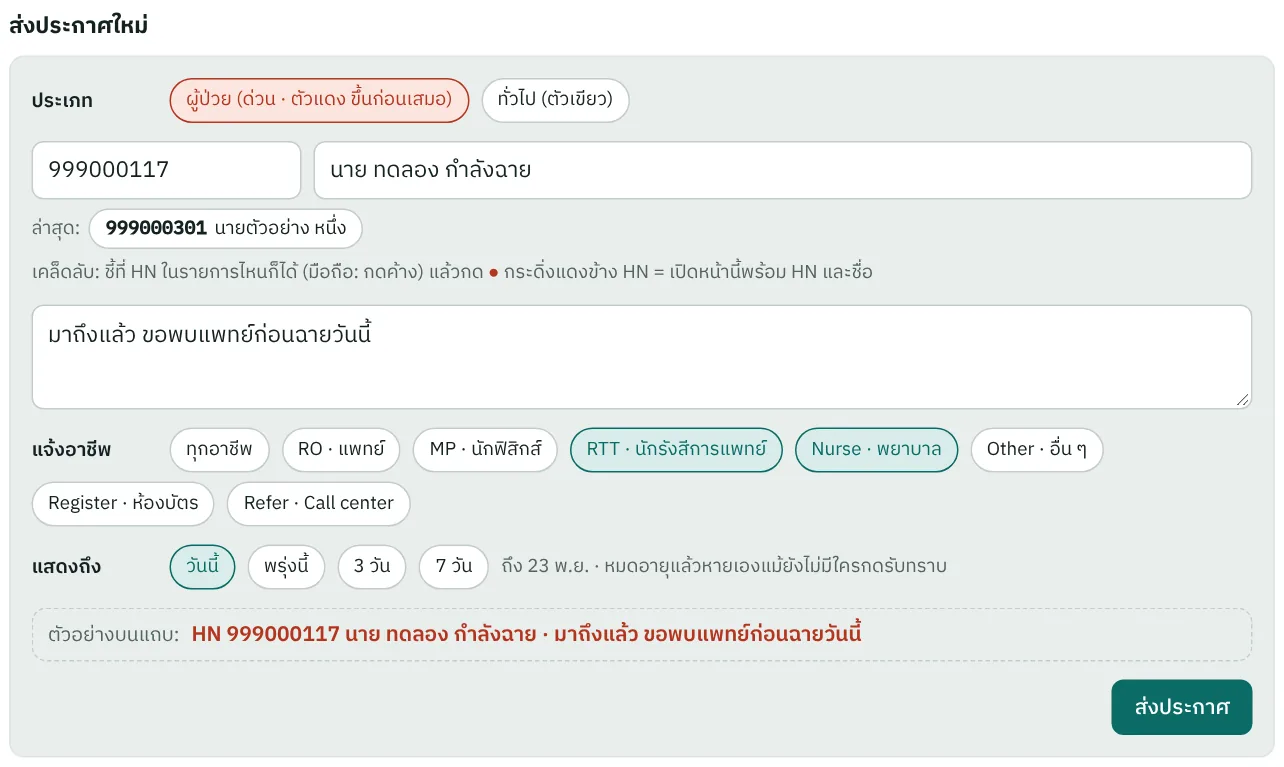 ส่งประกาศใหม่
ประเภท ผู้ป่วย (ด่วน · ตัวแดง ขึ้นก่อนเสมอ) ทั่วไป (ตัวเขียว)
999000117 นาย ทดลอง กำลังฉาย
ล่าสุด: 999000301 นายตัวอย่าง หนึ่ง
เคล็ดลับ: ชี้ที่ HN ในรายการไหนก็ได้ (มือถือ: กดค้าง) แล้วกด ● กระดิ่งแดงข้าง HN = เปิดหน้านี้พร้อม HN และชื่อ
มาถึงแล้ว ขอพบแพทย์ก่อนฉายวันนี้
แจ้งอาชีพ ทุกอาชีพ RO · แพทย์ MP · นักฟิสิกส์ RTT · นักรังสีการแพทย์ Nurse · พยาบาล Other · อื่น ๆ
Register · ห้องบัตร Refer · Call center
แสดงถึง วันนี้ พรุ่งนี้ 3 วัน 7 วัน ถึง 23 พ.ย. · หมดอายุแล้วหายเองแม้ยังไม่มีใครกดรับทราบ
ตัวอย่างบนแถบ: HN 999000117 นาย ทดลอง กำลังฉาย · มาถึงแล้ว ขอพบแพทย์ก่อนฉายวันนี้
ส่งประกาศ